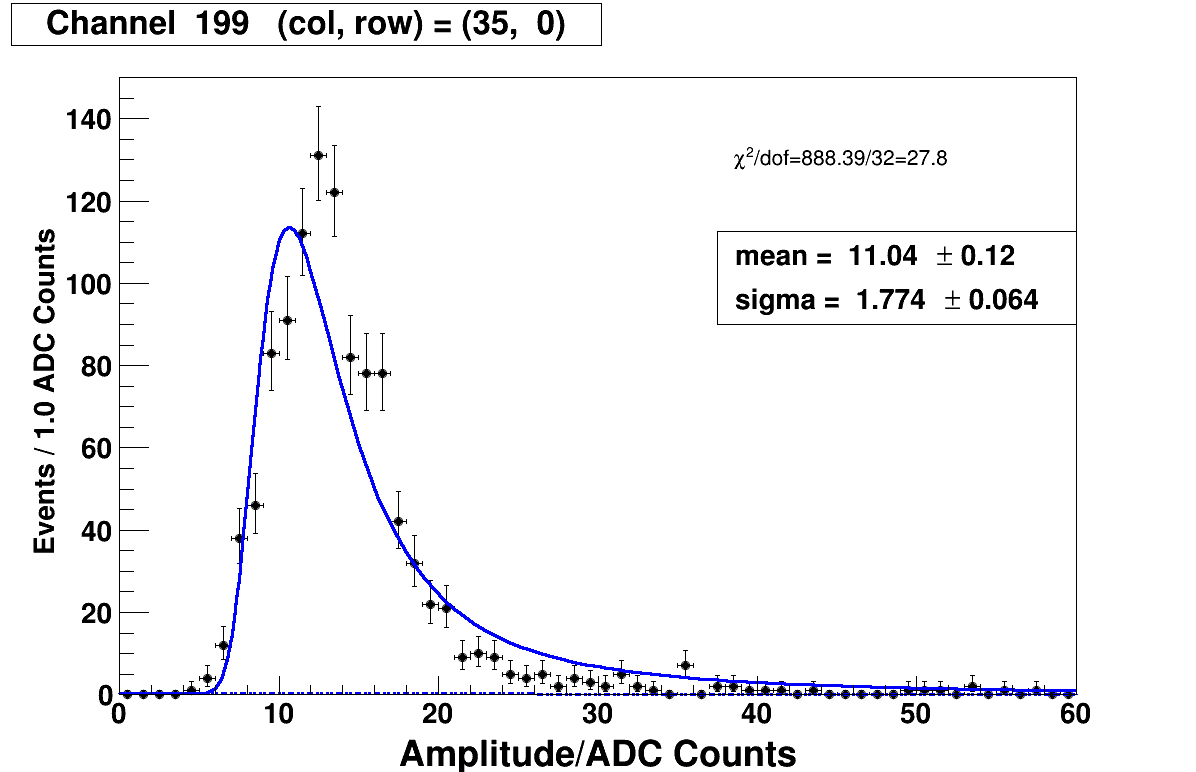 Channel 199 (col, row) = (35, 0)
χ²/dof=888.39/32=27.8
mean = 11.04 ± 0.12
sigma = 1.774 ± 0.064
Events / 1.0 ADC Counts
140
120
100
80
60
40
20
0
0 10 20 30 40 50 60
Amplitude/ADC Counts